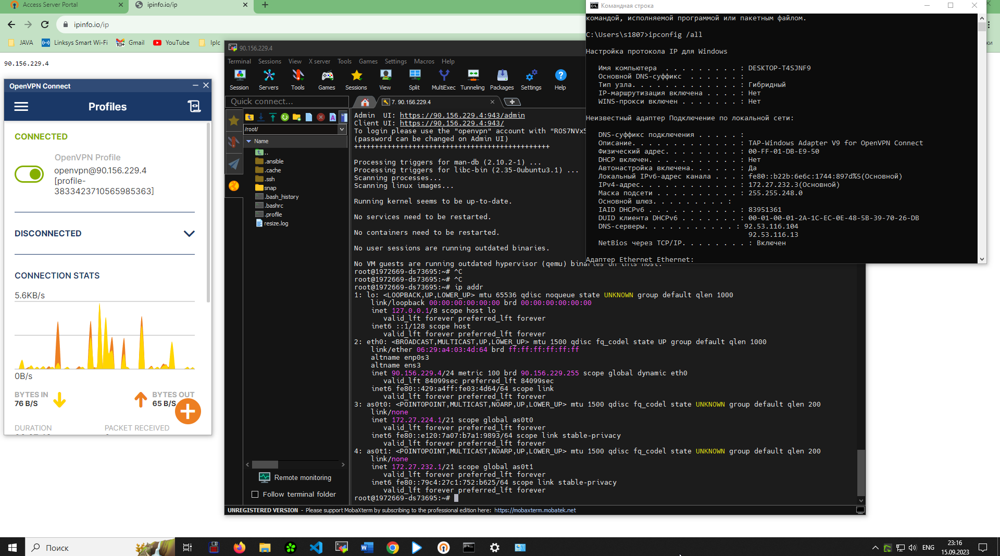 Access Server Portal
ipinfo.io/ip
ipinfo.io/ip
JAVA
Linksys Smart Wi-Fi
Gmail
YouTube
Iplc
90.156.229.4
OpenVPN Connect
Profiles
CONNECTED
OpenVPN Profile
openvpn@90.156.229.4
[profile-
3833423710565985363]
DISCONNECTED
CONNECTION STATS
5.6KB/s
0B/s
BYTES IN
76 B/S
BYTES OUT
65 B/S
DURATION
PACKET RECEIVED
90.156.229.4
Terminal Sessions View X server Tools Games Settings Macros Help
Session Servers Tools Games Sessions View Split MultiExec Tunneling Packages Settings Help
Quick connect...
7. 90.156.229.4
/root/
Name
..
.ansible
.cache
.ssh
snap
.bash_history
.bashrc
.profile
resize.log
Remote monitoring
Follow terminal folder
Admin  UI: https://90.156.229.4:943/admin
Client UI: https://90.156.229.4:943/
To login please use the "openvpn" account with "ROS7NVx5
(password can be changed on Admin UI)
+++++++++++++++++++++++++++++++++++++++++++++++
Processing triggers for man-db (2.10.2-1) ...
Processing triggers for libc-bin (2.35-0ubuntu3.1) ...
Scanning processes...
Scanning linux images...
Running kernel seems to be up-to-date.
No services need to be restarted.
No containers need to be restarted.
No user sessions are running outdated binaries.
No VM guests are running outdated hypervisor (qemu) binaries on this host.
root@1972669-ds73695:~# ^C
root@1972669-ds73695:~# ^C
root@1972669-ds73695:~# ip addr
1: lo: <LOOPBACK,UP,LOWER_UP> mtu 65536 qdisc noqueue state UNKNOWN group default qlen 1000
link/loopback 00:00:00:00:00:00 brd 00:00:00:00:00:00
inet 127.0.0.1/8 scope host lo
valid_lft forever preferred_lft forever
inet6 ::1/128 scope host
valid_lft forever preferred_lft forever
2: eth0: <BROADCAST,MULTICAST,UP,LOWER_UP> mtu 1500 qdisc fq_codel state UP group default qlen 1000
link/ether 06:29:a4:03:4d:64 brd ff:ff:ff:ff:ff:ff
altname enp0s3
altname ens3
inet 90.156.229.4/24 metric 100 brd 90.156.229.255 scope global dynamic eth0
valid_lft 84099sec preferred_lft 84099sec
inet6 fe80::429:a4ff:fe03:4d64/64 scope link
valid_lft forever preferred_lft forever
3: as0t0: <POINTOPOINT,MULTICAST,NOARP,UP,LOWER_UP> mtu 1500 qdisc fq_codel state UNKNOWN group default qlen 200
link/none
inet 172.27.224.1/21 scope global as0t0
valid_lft forever preferred_lft forever
inet6 fe80::e120:7a07:b7a1:9893/64 scope link stable-privacy
valid_lft forever preferred_lft forever
4: as0t1: <POINTOPOINT,MULTICAST,NOARP,UP,LOWER_UP> mtu 1500 qdisc fq_codel state UNKNOWN group default qlen 200
link/none
inet 172.27.232.1/21 scope global as0t1
valid_lft forever preferred_lft forever
inet6 fe80::79c4:27c1:752:b625/64 scope link stable-privacy
valid_lft forever preferred_lft forever
root@1972669-ds73695:~#
UNREGISTERED VERSION - Please support MobaXterm by subscribing to the professional edition here: https://mobaxterm.mobatek.net
Командная строка
командой, исполняемой программой или пакетным файлом.
C:\Users\s1807>ipconfig /all
Настройка протокола IP для Windows
Имя компьютера  . . . . . . . . . : DESKTOP-T4SJNF9
Основной DNS-суффикс  . . . . . . :
Тип узла. . . . . . . . . . . . . : Гибридный
IP-маршрутизация включена . . . . : Нет
WINS-прокси включен . . . . . . . : Нет
Неизвестный адаптер Подключение по локальной сети:
DNS-суффикс подключения . . . . . :
Описание. . . . . . . . . . . . . : TAP-Windows Adapter V9 for OpenVPN Connect
Физический адрес. . . . . . . . . : 00-FF-01-DB-E9-50
DHCP включен. . . . . . . . . . . : Нет
Автонастройка включена. . . . . . : Да
Локальный IPv6-адрес канала . . . : fe80::b22b:6e6c:1744:897d%5(Основной)
IPv4-адрес. . . . . . . . . . . . : 172.27.232.3(Основной)
Маска подсети . . . . . . . . . . : 255.255.248.0
Основной шлюз. . . . . . . . . :
IAID DHCPv6 . . . . . . . . . . . : 83951361
DUID клиента DHCPv6 . . . . . . . : 00-01-00-01-2A-1C-EC-0E-48-5B-39-70-26-DB
DNS-серверы. . . . . . . . . . . : 92.53.116.104
92.53.116.13
NetBios через TCP/IP. . . . . . . . : Включен
Адаптер Ethernet Ethernet:
Поиск
ENG
23:16
15.09.2023